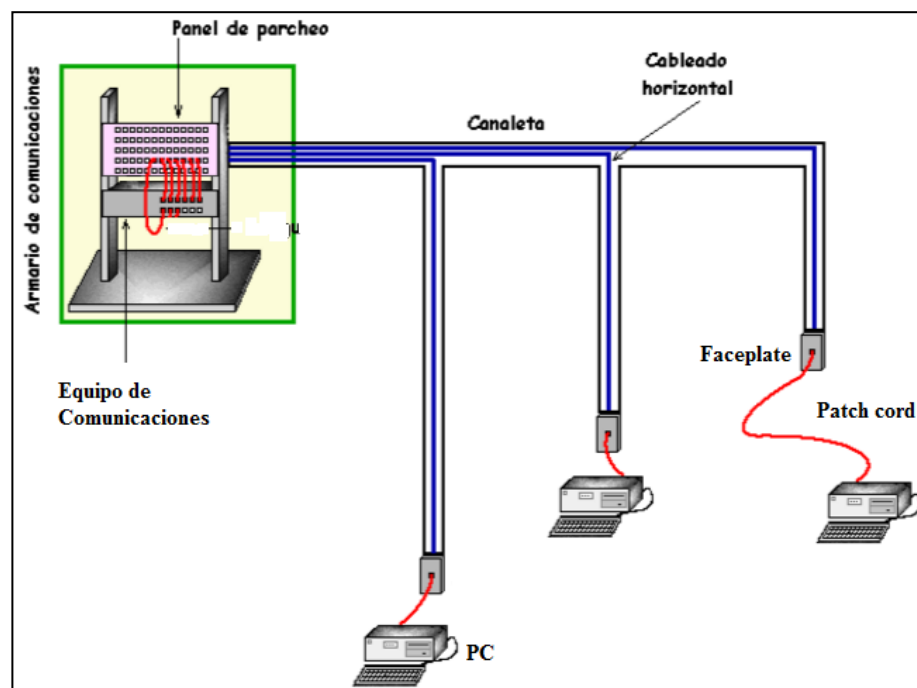 Panel de parcheo
Armario de comunicaciones
Cableado
horizontal
Canaleta
Equipo de
Comunicaciones
Faceplate
Patch cord
PC